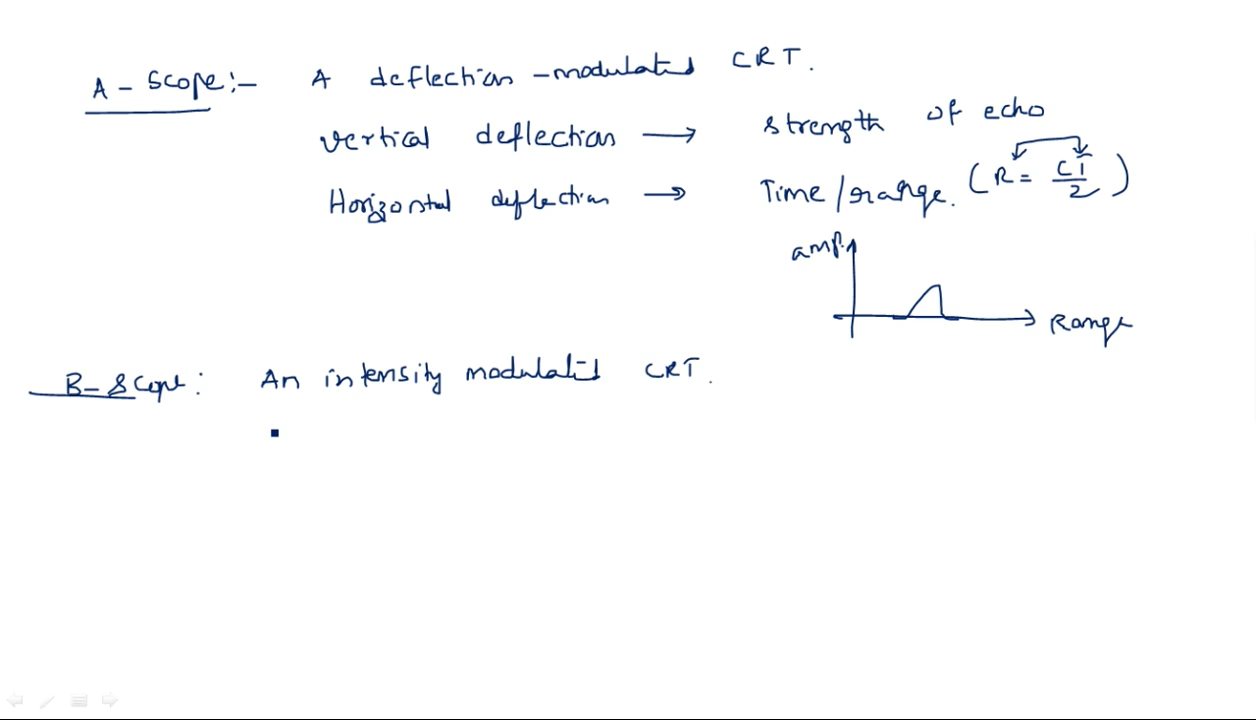 A - Scope :- A deflection - modulated CRT.
Vertical deflection → strength of echo
Horizontal deflection → Time/range. (R = CT/2)
amp.
Range
B - Scope : An intensity modulated CRT.